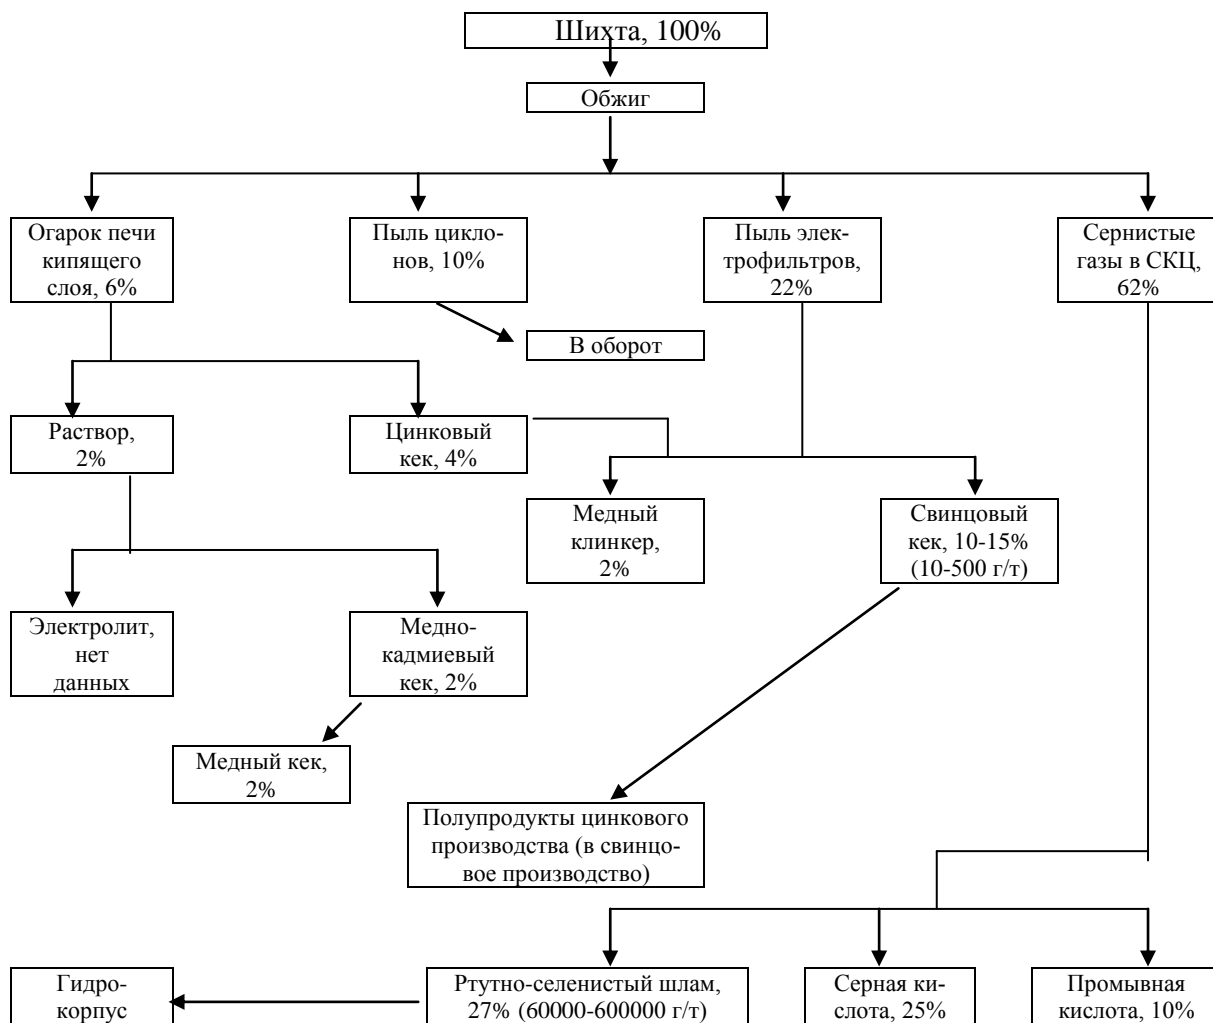 Шихта, 100%
Обжиг
Огарок печи
кипящего
слоя, 6%
Пыль цикло-
нов, 10%
Пыль элек-
трофильтров,
22%
Сернистые
газы в СКЦ,
62%
В оборот
Раствор,
2%
Цинковый
кек, 4%
Медный
клинкер,
2%
Свинцовый
кек, 10-15%
(10-500 г/т)
Электролит,
нет
данных
Медно-
кадмиевый
кек, 2%
Медный кек,
2%
Полупродукты цинкового
производства (в свинцо-
вое производство)
Гидро-
корпус
Ртутно-селенистый шлам,
27% (60000-600000 г/т)
Серная ки-
слота, 25%
Промывная
кислота, 10%